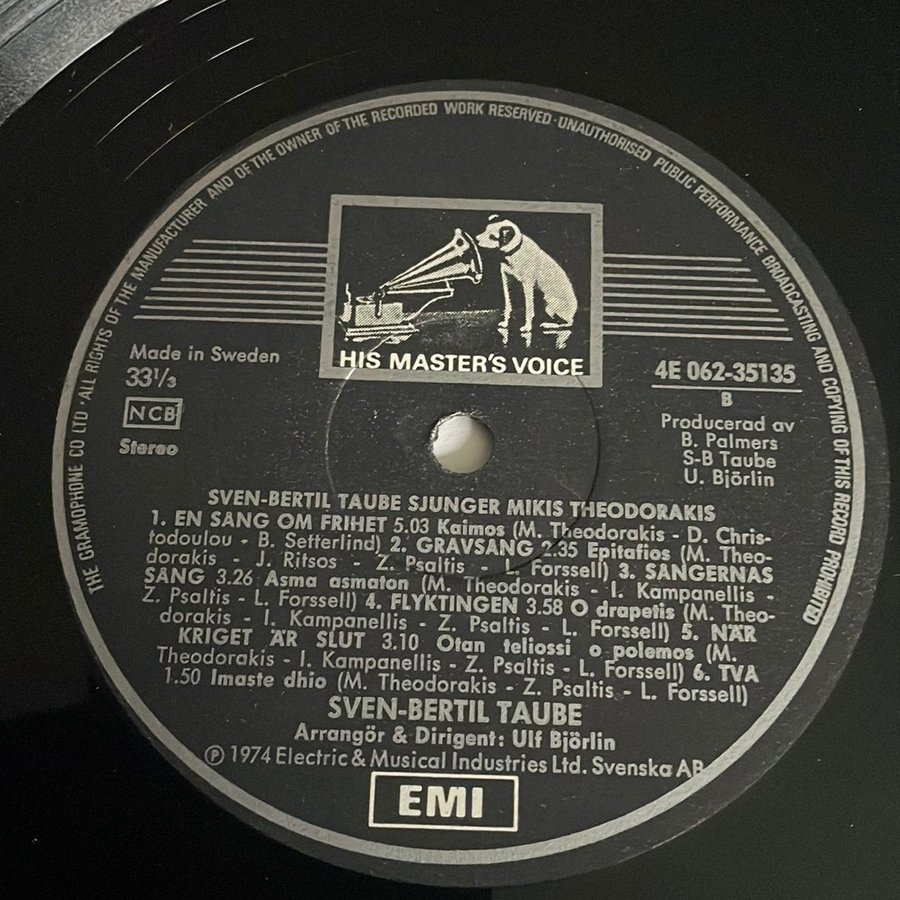 THE GRAMOPHONE CO LTD · ALL RIGHTS OF THE MANUFACTURER AND OF THE OWNER OF THE RECORDED WORK RESERVED · UNAUTHORISED PUBLIC PERFORMANCE BROADCASTING AND COPYING OF THIS RECORD PROHIBITED
HIS MASTER'S VOICE
Made in Sweden
33⅓
NCB
Stereo
4E 062-35135
B
Producerad av
B. Palmers
S-B Taube
U. Björlin
SVEN-BERTIL TAUBE SJUNGER MIKIS THEODORAKIS
1. EN SANG OM FRIHET 5.03 Kaimos (M. Theodorakis - D. Chris-
todoulou - B. Setterlind) 2. GRAVSANG 2.35 Epitafios (M. Theo-
dorakis - J. Ritsos - Z. Psaltis - L. Forssell) 3. SANGERNAS
SANG 3.26 Asma asmaton (M. Theodorakis - I. Kampanellis -
Z. Psaltis - L. Forssell) 4. FLYKTINGEN 3.58 O drapetis (M. Theo-
dorakis - I. Kampanellis - Z. Psaltis - L. Forssell) 5. NÄR
KRIGET ÄR SLUT 3.10 Otan teliossi o polemos (M.
Theodorakis - I. Kampanellis - Z. Psaltis - L. Forssell) 6. TVA
1.50 Imaste dhio (M. Theodorakis - Z. Psaltis - L. Forssell)
SVEN-BERTIL TAUBE
Arrangör & Dirigent: Ulf Björlin
℗ 1974 Electric & Musical Industries Ltd. Svenska AB
EMI